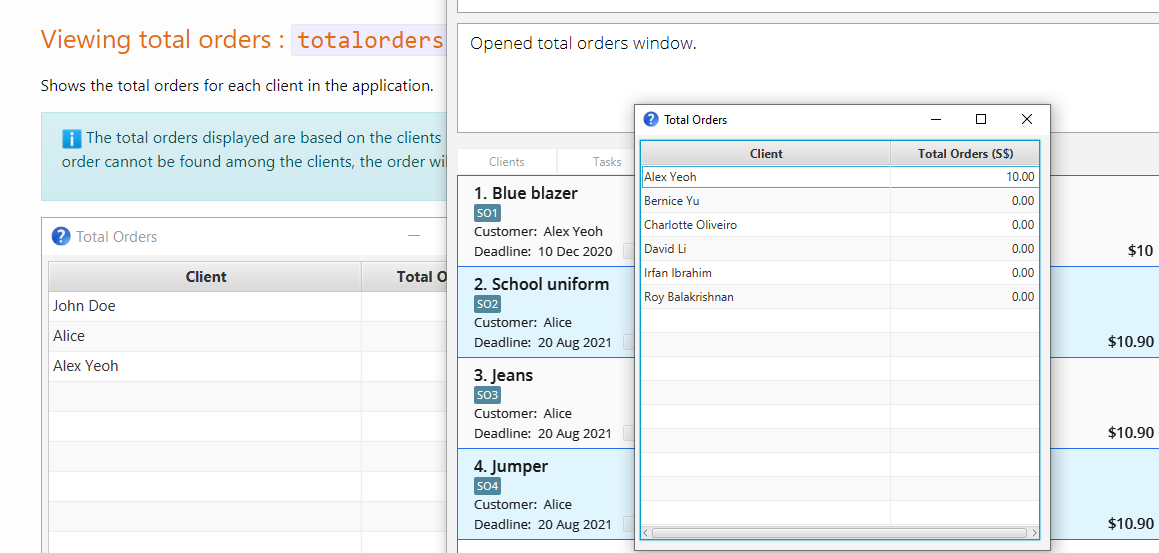 Viewing total orders : totalorders
Shows the total orders for each client in the application.
The total orders displayed are based on the clients
order cannot be found among the clients, the order
Total Orders
Client
John Doe
Alice
Alex Yeoh
Opened total orders window.
Clients
Tasks
1. Blue blazer
SO1
Customer: Alex Yeoh
Deadline: 10 Dec 2020
$10
2. School uniform
SO2
Customer: Alice
Deadline: 20 Aug 2021
$10.90
3. Jeans
SO3
Customer: Alice
Deadline: 20 Aug 2021
$10.90
4. Jumper
SO4
Customer: Alice
Deadline: 20 Aug 2021
$10.90
Total Orders
Client Total Orders (S$)
Alex Yeoh 10.00
Bernice Yu 0.00
Charlotte Oliveiro 0.00
David Li 0.00
Irfan Ibrahim 0.00
Roy Balakrishnan 0.00